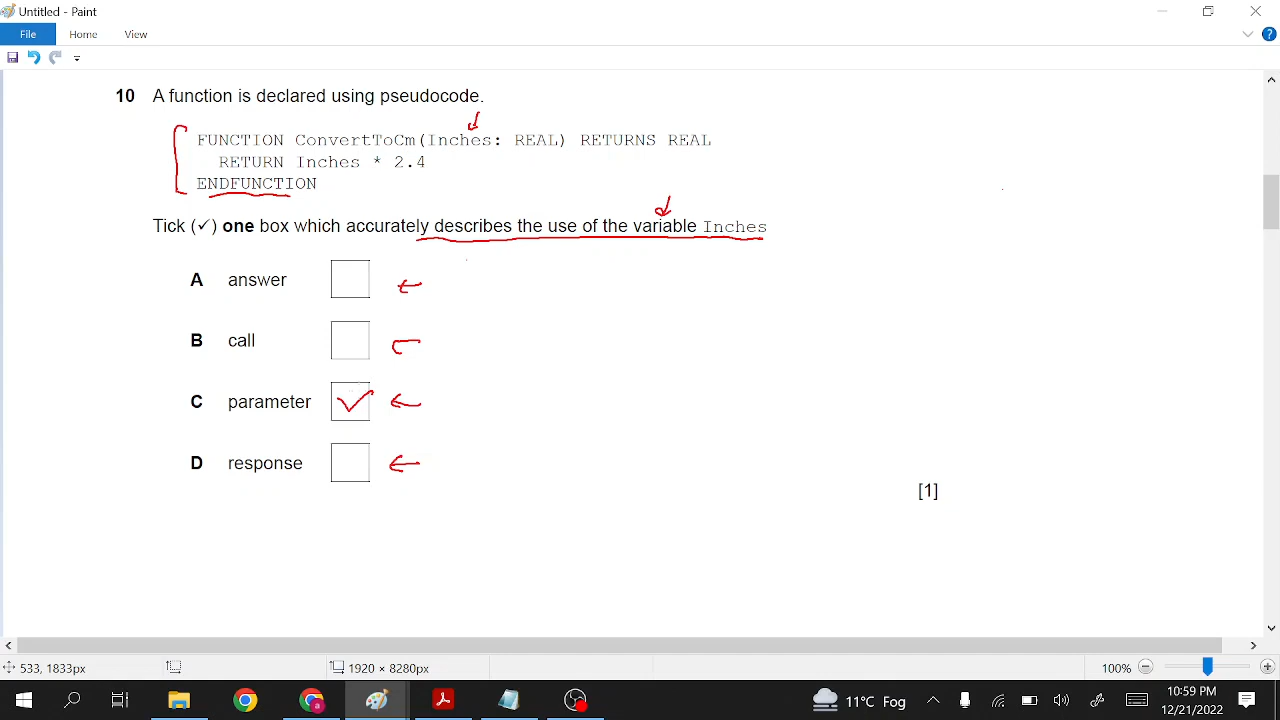 Untitled - Paint
File Home View
10 A function is declared using pseudocode.
FUNCTION ConvertToCm(Inches: REAL) RETURNS REAL
RETURN Inches * 2.4
ENDFUNCTION
Tick (✓) one box which accurately describes the use of the variable Inches
A answer
B call
C parameter ✓
D response
[1]
533, 1833px
1920 × 8280px
100%
11°C Fog
10:59 PM
12/21/2022